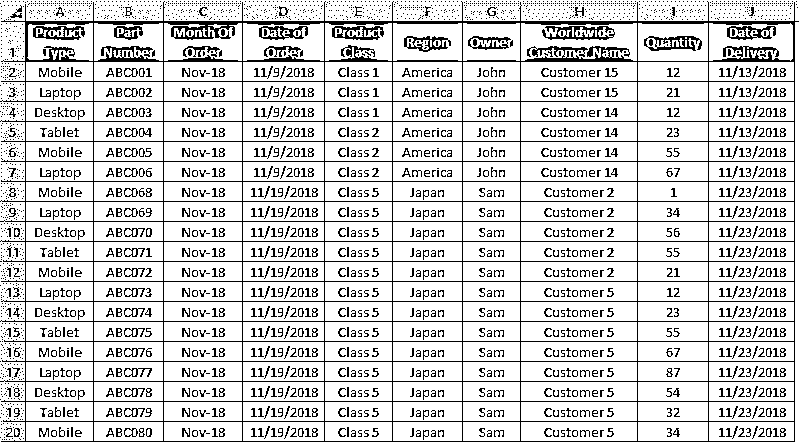 A B C D E F G H I J
1 Product Type Part Number Month Of Order Date of Order Product Class Region Owner Worldwide Customer Name Quantity Date of Delivery
2 Mobile ABC001 Nov-18 11/9/2018 Class 1 America John Customer 15 12 11/13/2018
3 Laptop ABC002 Nov-18 11/9/2018 Class 1 America John Customer 15 21 11/13/2018
4 Desktop ABC003 Nov-18 11/9/2018 Class 1 America John Customer 14 12 11/13/2018
5 Tablet ABC004 Nov-18 11/9/2018 Class 2 America John Customer 14 23 11/13/2018
6 Mobile ABC005 Nov-18 11/9/2018 Class 2 America John Customer 14 55 11/13/2018
7 Laptop ABC006 Nov-18 11/9/2018 Class 2 America John Customer 14 67 11/13/2018
8 Mobile ABC068 Nov-18 11/19/2018 Class 5 Japan Sam Customer 2 1 11/23/2018
9 Laptop ABC069 Nov-18 11/19/2018 Class 5 Japan Sam Customer 2 34 11/23/2018
10 Desktop ABC070 Nov-18 11/19/2018 Class 5 Japan Sam Customer 2 56 11/23/2018
11 Tablet ABC071 Nov-18 11/19/2018 Class 5 Japan Sam Customer 2 55 11/23/2018
12 Mobile ABC072 Nov-18 11/19/2018 Class 5 Japan Sam Customer 2 21 11/23/2018
13 Laptop ABC073 Nov-18 11/19/2018 Class 5 Japan Sam Customer 5 12 11/23/2018
14 Desktop ABC074 Nov-18 11/19/2018 Class 5 Japan Sam Customer 5 23 11/23/2018
15 Tablet ABC075 Nov-18 11/19/2018 Class 5 Japan Sam Customer 5 55 11/23/2018
16 Mobile ABC076 Nov-18 11/19/2018 Class 5 Japan Sam Customer 5 67 11/23/2018
17 Laptop ABC077 Nov-18 11/19/2018 Class 5 Japan Sam Customer 5 87 11/23/2018
18 Desktop ABC078 Nov-18 11/19/2018 Class 5 Japan Sam Customer 5 54 11/23/2018
19 Tablet ABC079 Nov-18 11/19/2018 Class 5 Japan Sam Customer 5 32 11/23/2018
20 Mobile ABC080 Nov-18 11/19/2018 Class 5 Japan Sam Customer 5 34 11/23/2018